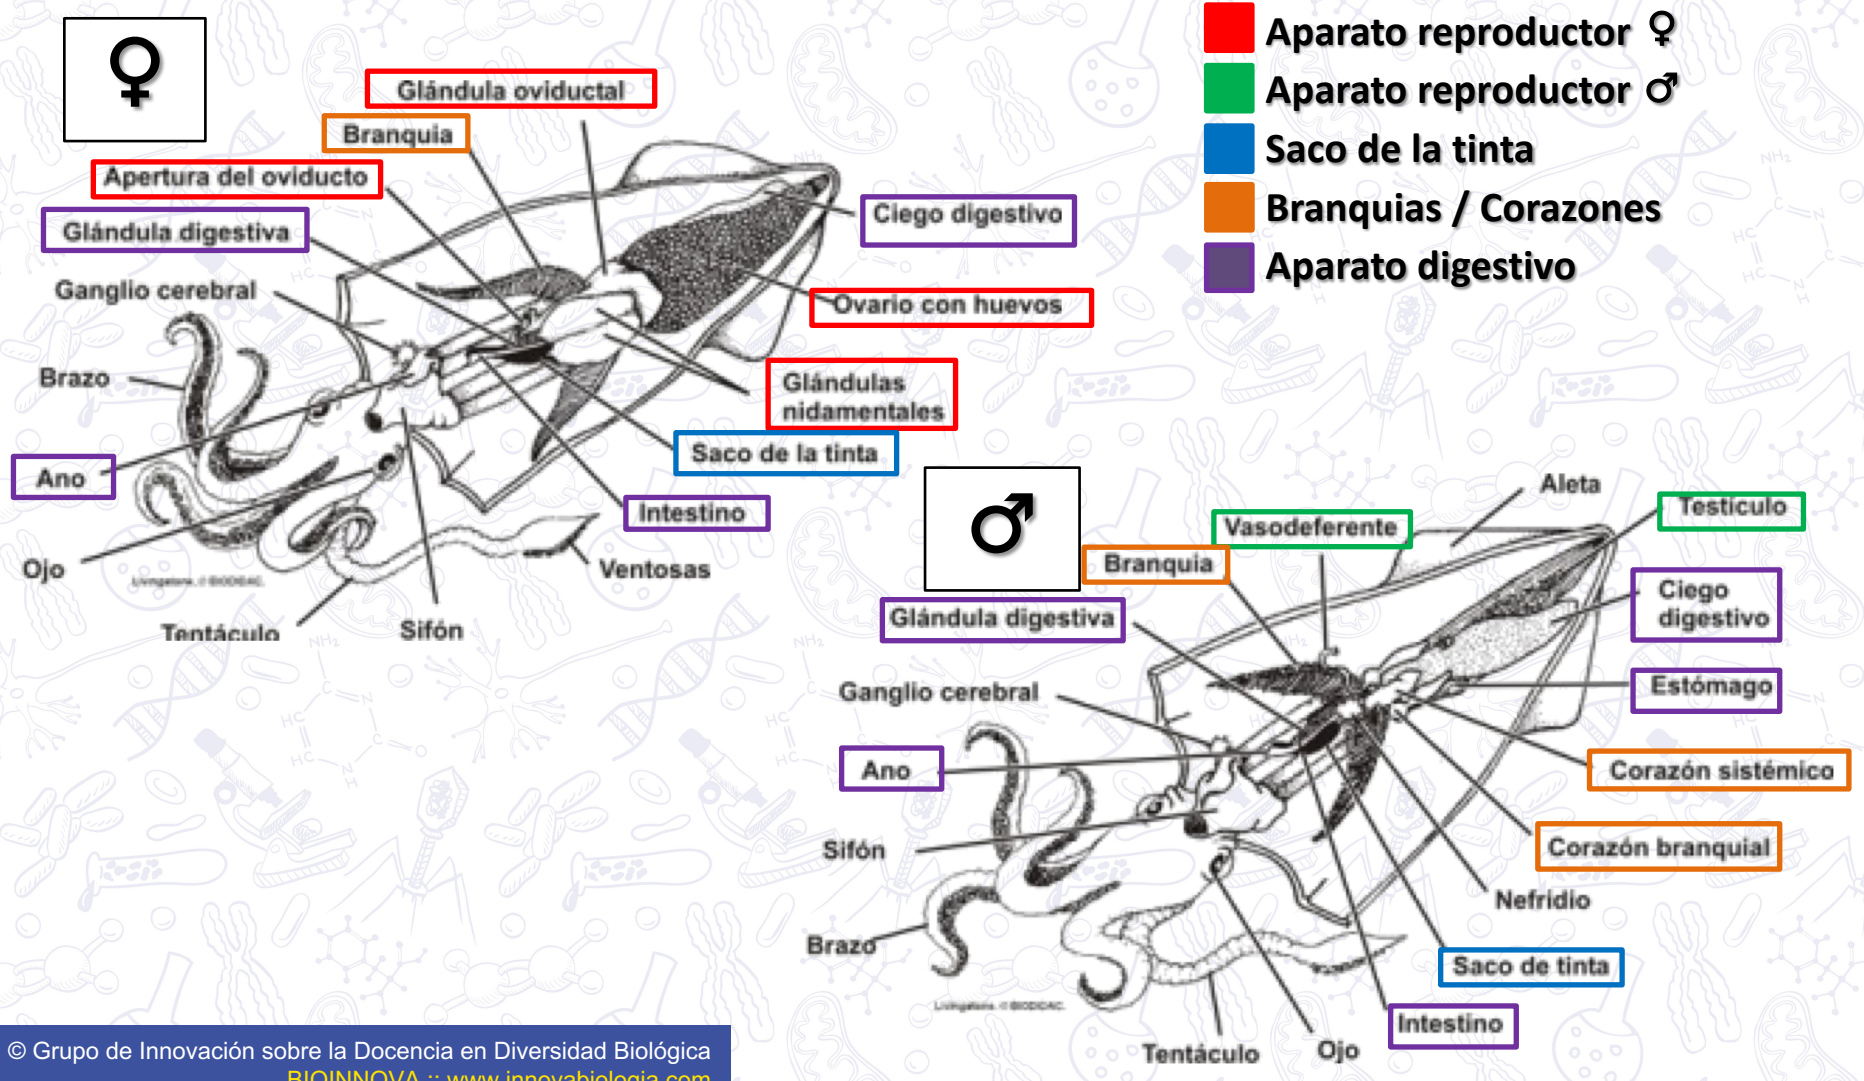 ♀
Glándula oviductal
Branquia
Apertura del oviducto
Glándula digestiva
Ganglio cerebral
Brazo
Ano
Ojo
Tentáculo
Sifón
Ventosas
Intestino
Saco de la tinta
Glándulas
nidamentales
Ovario con huevos
Ciego digestivo
Livingstone, © BIODIDAC.
Aparato reproductor ♀
Aparato reproductor ♂
Saco de la tinta
Branquias / Corazones
Aparato digestivo
♂
Vasodeferente
Branquia
Glándula digestiva
Ganglio cerebral
Ano
Sifón
Brazo
Aleta
Testículo
Ciego
digestivo
Estómago
Corazón sistémico
Corazón branquial
Nefridio
Saco de tinta
Intestino
Ojo
Tentáculo
Livingstone, © BIODIDAC.
© Grupo de Innovación sobre la Docencia en Diversidad Biológica
BIOINNOVA :: www.innovabiologia.com